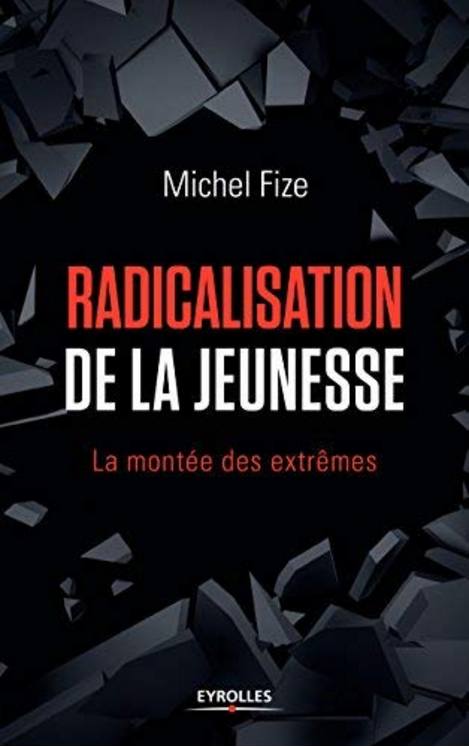 Michel Fize
RADICALISATION
DE LA JEUNESSE
La montée des extrêmes
EYROLLES